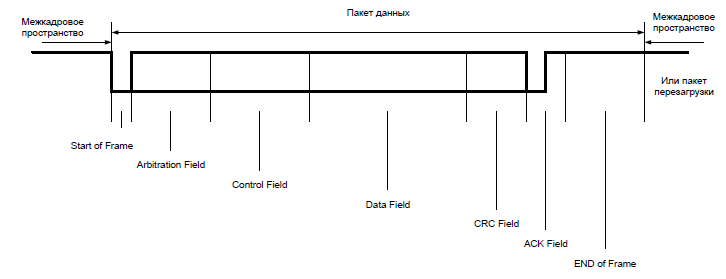 Межкадровое
пространство
Пакет данных
Межкадровое
пространство
Или пакет
перезагрузки
Start of Frame
Arbitration Field
Control Field
Data Field
CRC Field
ACK Field
END of Frame